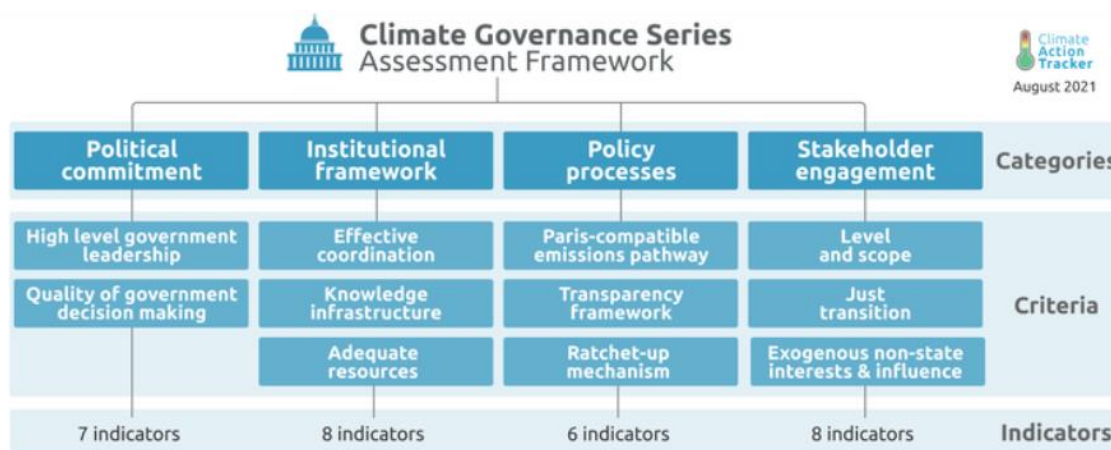 Climate Governance Series
Assessment Framework
Climate
Action
Tracker
August 2021
Political
commitment
Institutional
framework
Policy
processes
Stakeholder
engagement
Categories
High level government
leadership
Effective
coordination
Paris-compatible
emissions pathway
Level
and scope
Quality of government
decision making
Knowledge
infrastructure
Transparency
framework
Just
transition
Criteria
Adequate
resources
Ratchet-up
mechanism
Exogenous non-state
interests & influence
7 indicators
8 indicators
6 indicators
8 indicators
Indicators